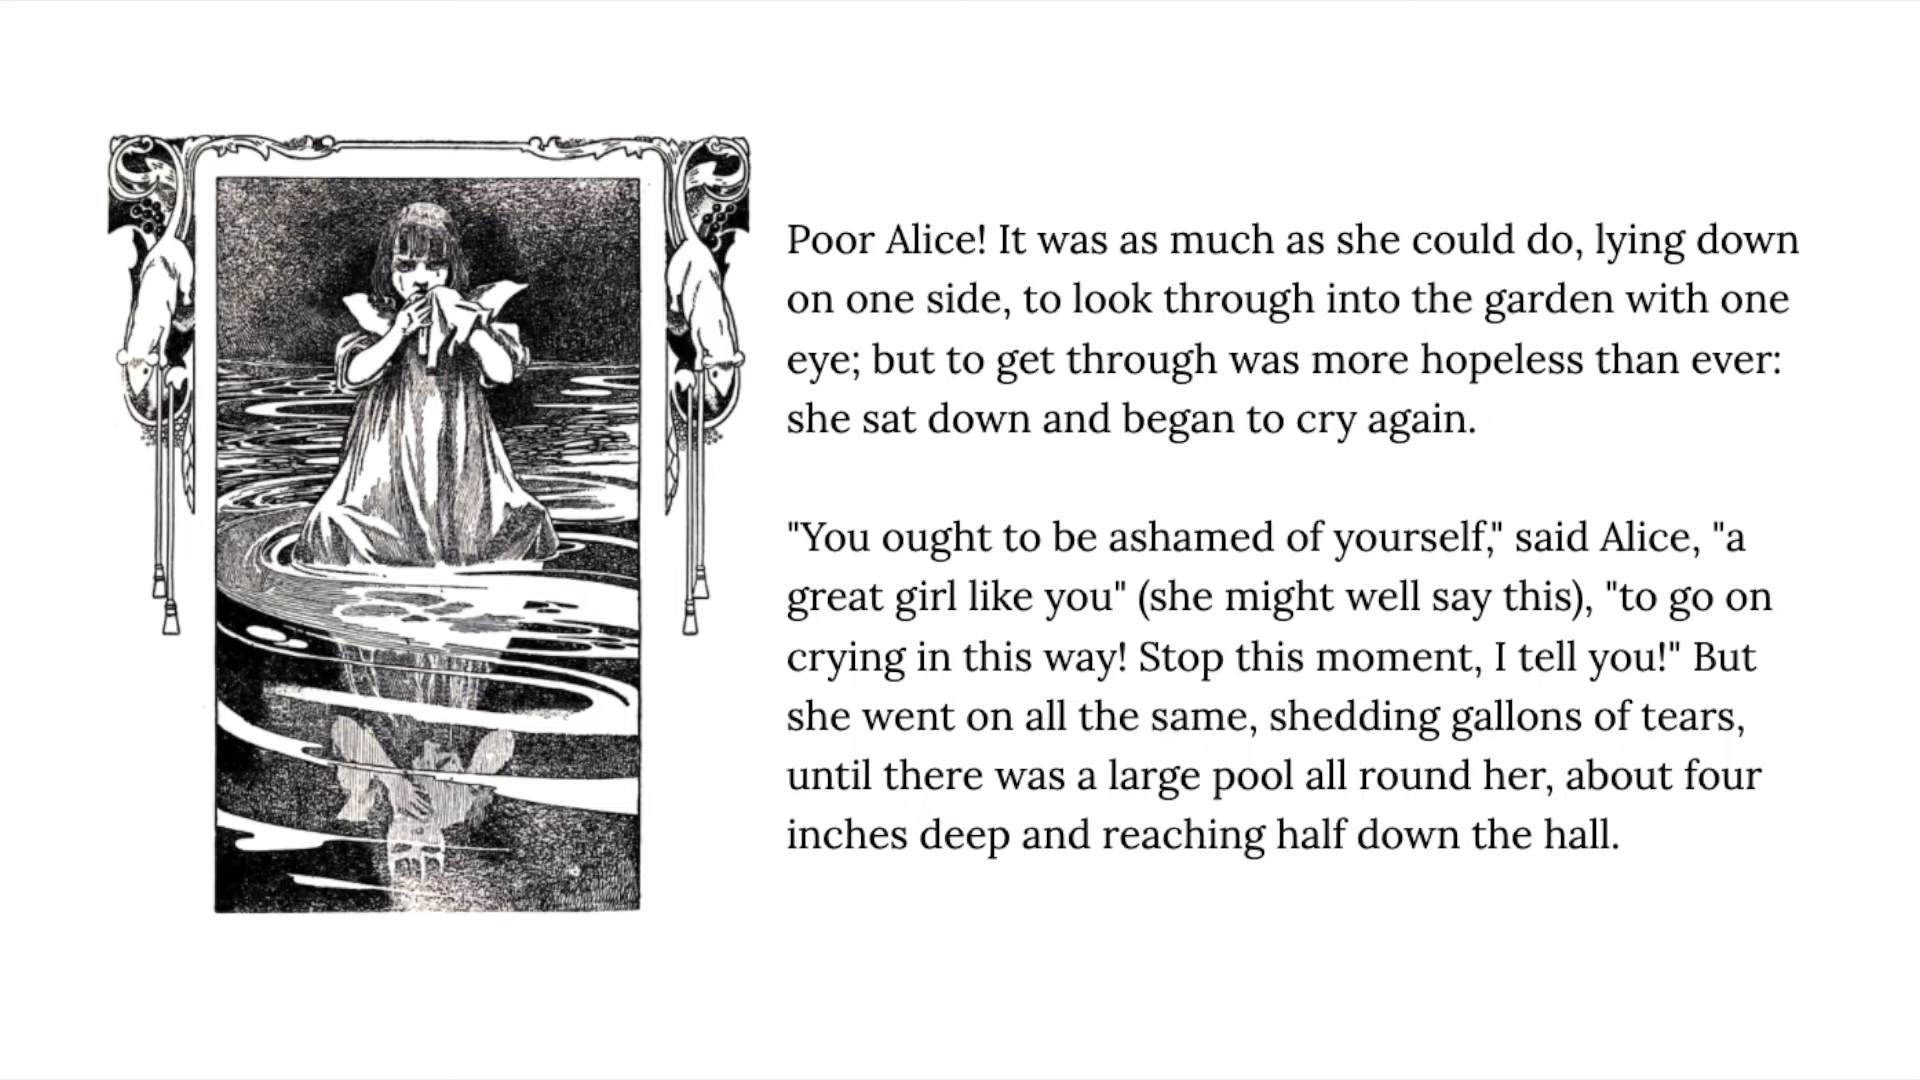 Poor Alice! It was as much as she could do, lying down
on one side, to look through into the garden with one
eye; but to get through was more hopeless than ever:
she sat down and began to cry again.
"You ought to be ashamed of yourself," said Alice, "a
great girl like you" (she might well say this), "to go on
crying in this way! Stop this moment, I tell you!" But
she went on all the same, shedding gallons of tears,
until there was a large pool all round her, about four
inches deep and reaching half down the hall.